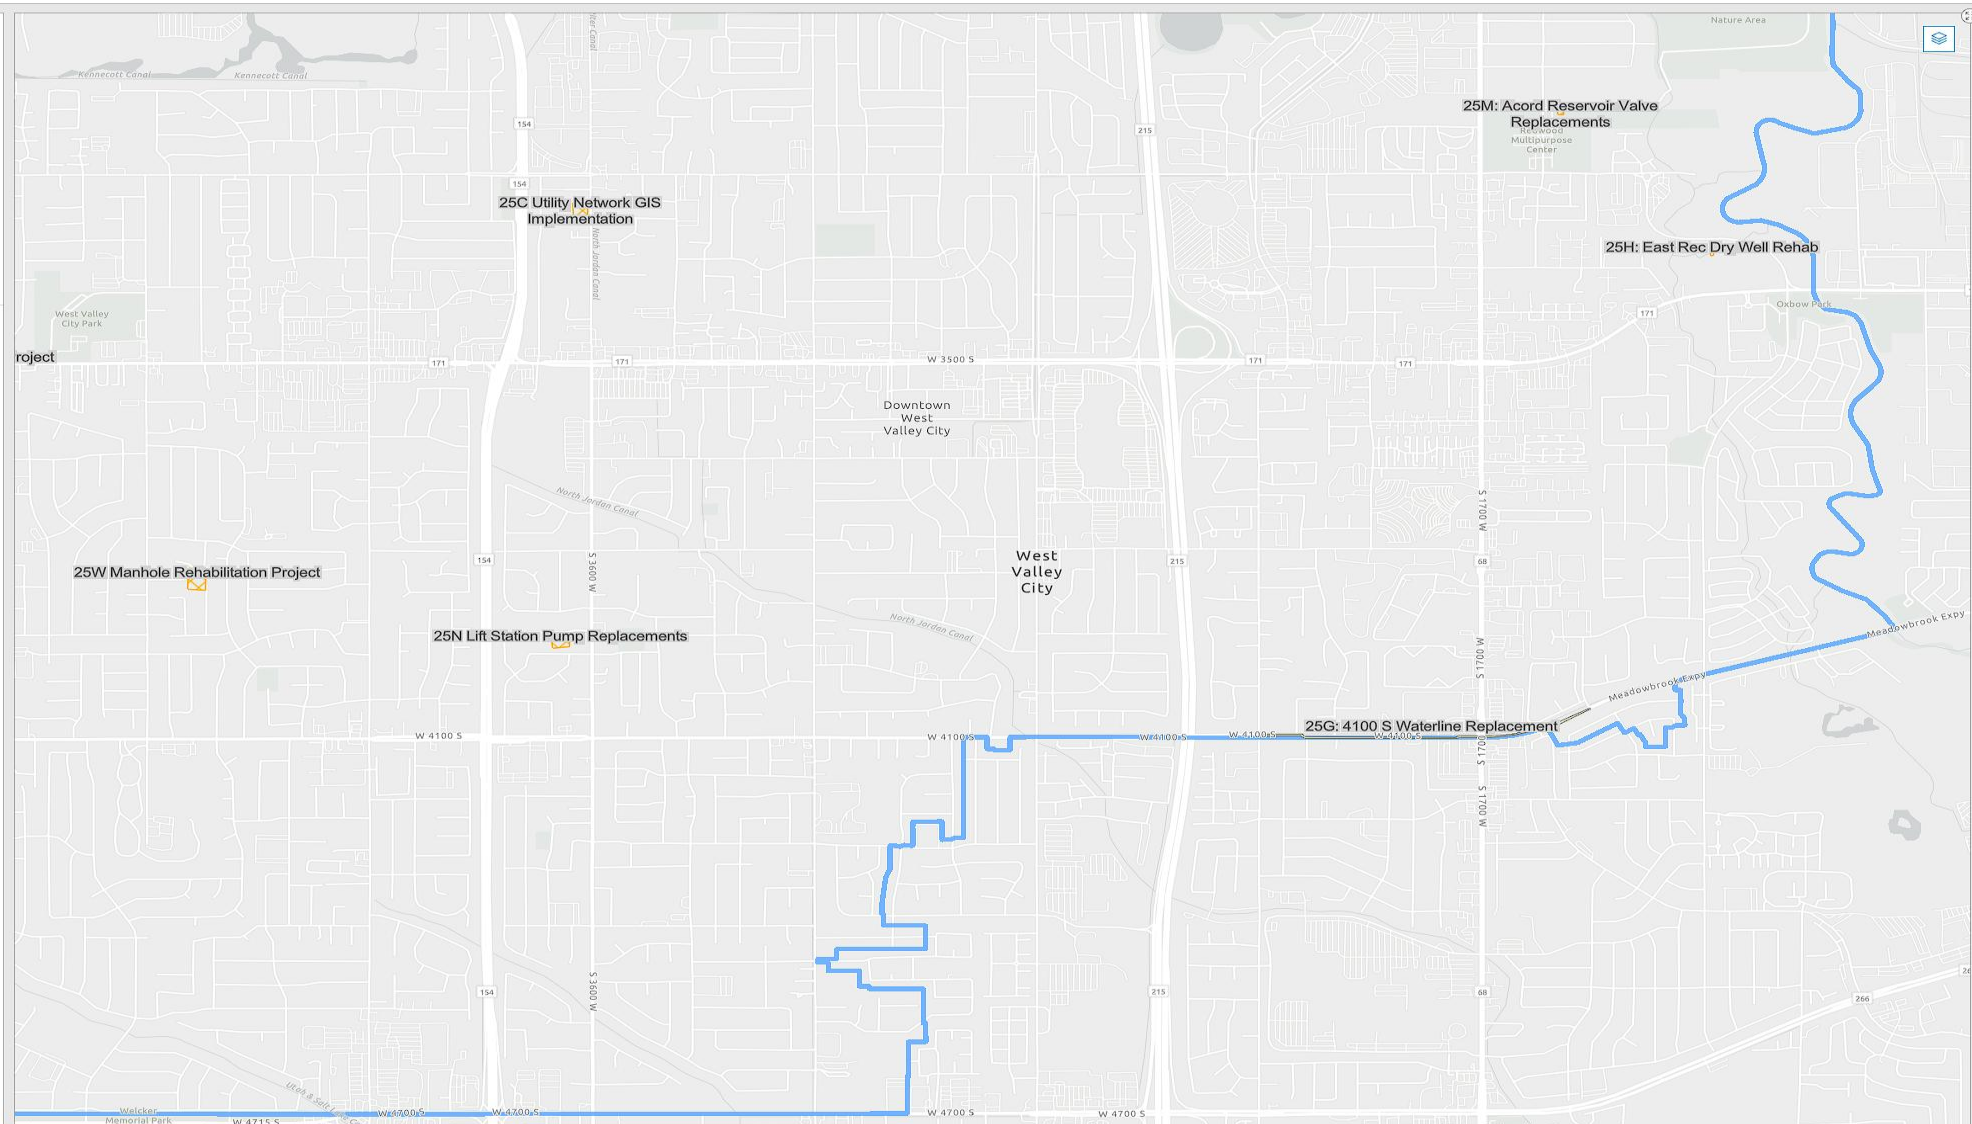 Nature Area
Kennecott Canal
Kennecott Canal
25M: Acord Reservoir Valve
Replacements
Redwood
Multipurpose
Center
154
215
154
25C Utility Network GIS
Implementation
North Jordan Canal
25H: East Rec Dry Well Rehab
Oxbow Park
West Valley
City Park
171
roject
171
171
W 3500 S
171
171
Downtown
West
Valley City
North Jordan Canal
S 1700 W
West
Valley
City
154
S 3600 W
215
68
25W Manhole Rehabilitation Project
North Jordan Canal
Meadowbrook Expy
25N Lift Station Pump Replacements
S 1700 W
Meadowbrook Expy
25G: 4100 S Waterline Replacement
W 4100 S
W 4100 S
W 4100 S
W 4100 S
W 4100 S
S 1700
S 1700 W
154
S 3600 W
215
68
266
26
Utah & Salt
Welcker
Memorial Park
W 4700 S
W 4700 S
W 4700 S
W 4700 S
W 4715 S